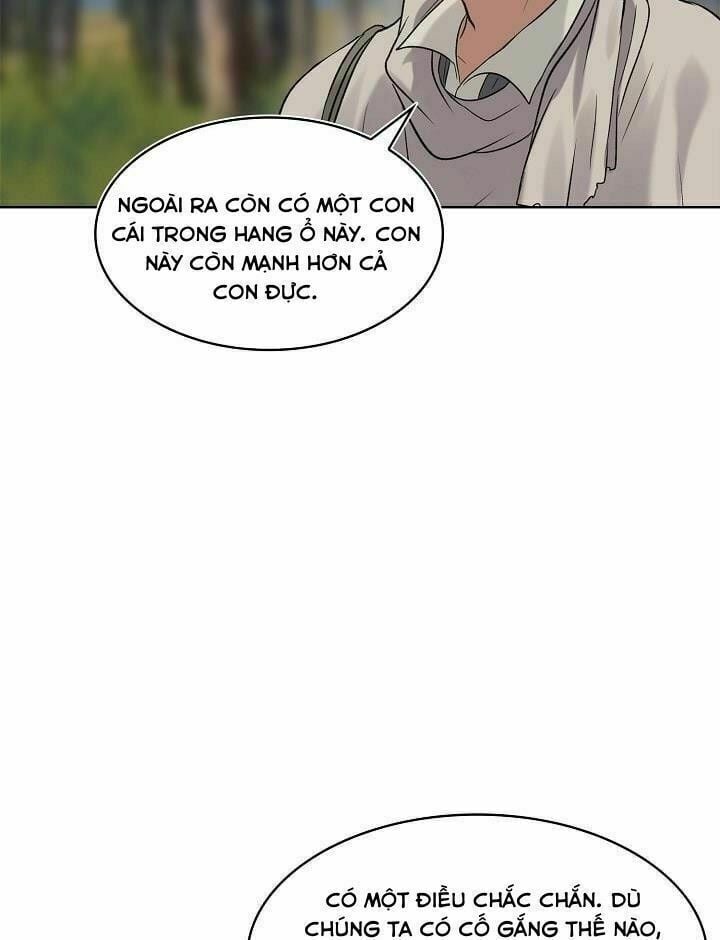 NGOÀI RA CÒN CÓ MỘT CON
CÁI TRONG HANG Ổ NÀY. CON
NÀY CÒN MẠNH HƠN CẢ
CON ĐỰC.
CÓ MỘT ĐIỀU CHẮC CHẮN. DÙ
CHÚNG TA CÓ CỐ GẮNG THẾ NÀO,